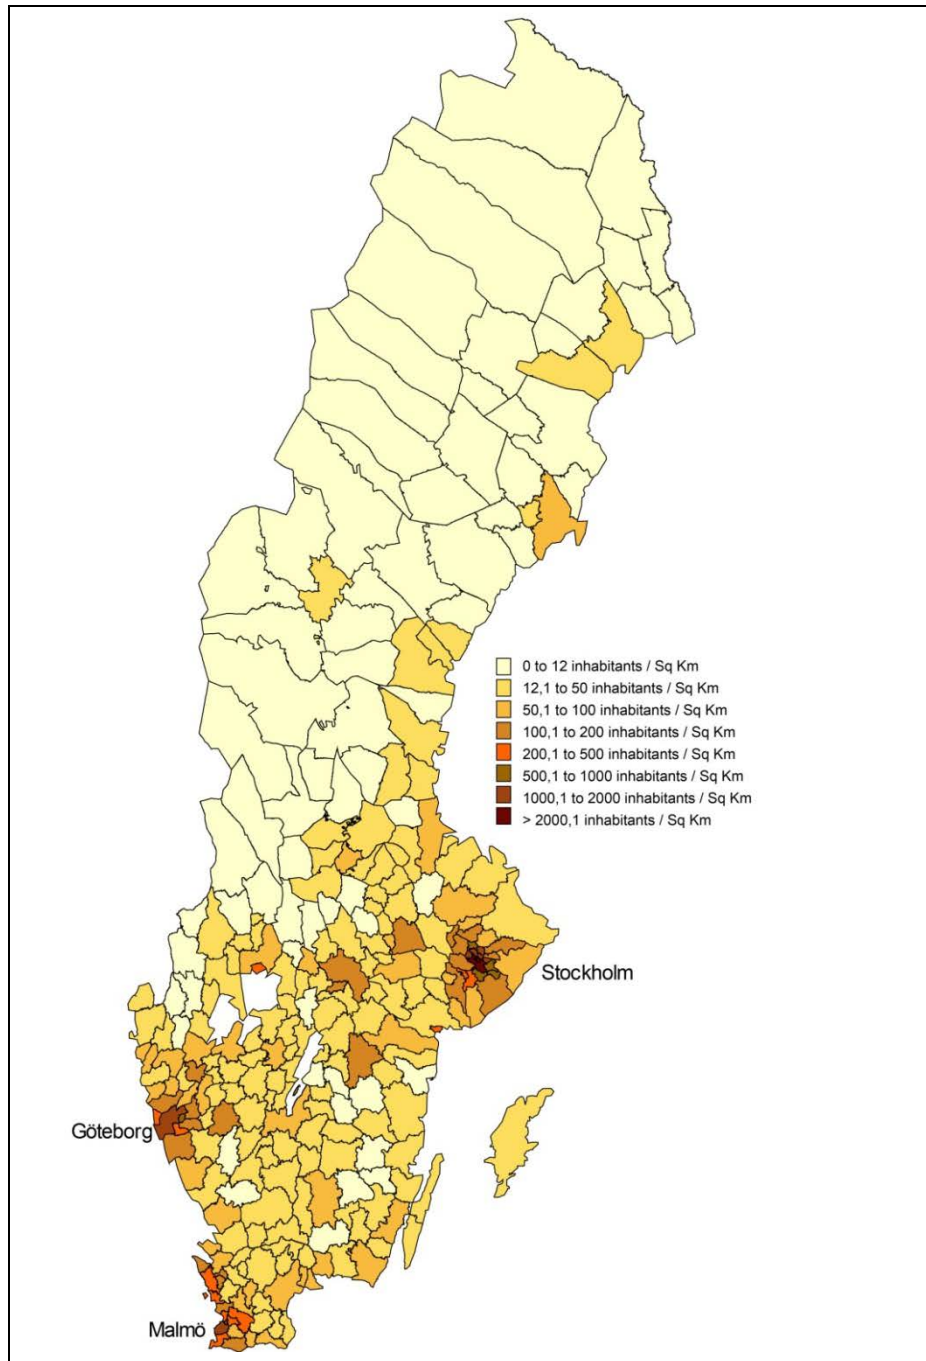 0 to 12 inhabitants / Sq Km
12,1 to 50 inhabitants / Sq Km
50,1 to 100 inhabitants / Sq Km
100,1 to 200 inhabitants / Sq Km
200,1 to 500 inhabitants / Sq Km
500,1 to 1000 inhabitants / Sq Km
1000,1 to 2000 inhabitants / Sq Km
> 2000,1 inhabitants / Sq Km
Stockholm
Göteborg
Malmö